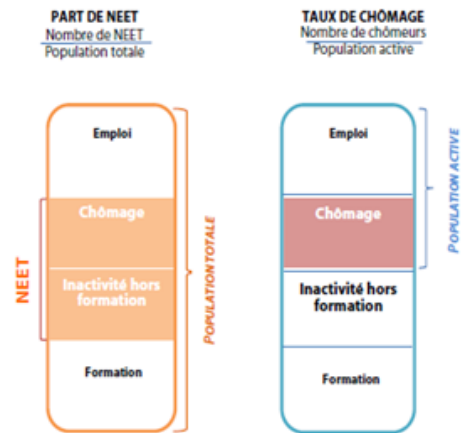 PART DE NEET
Nombre de NEET
Population totale
Emploi
Chômage
Inactivité hors
formation
Formation
NEET
POPULATION TOTALE
TAUX DE CHÔMAGE
Nombre de chômeurs
Population active
Emploi
Chômage
Inactivité hors
formation
Formation
POPULATION ACTIVE